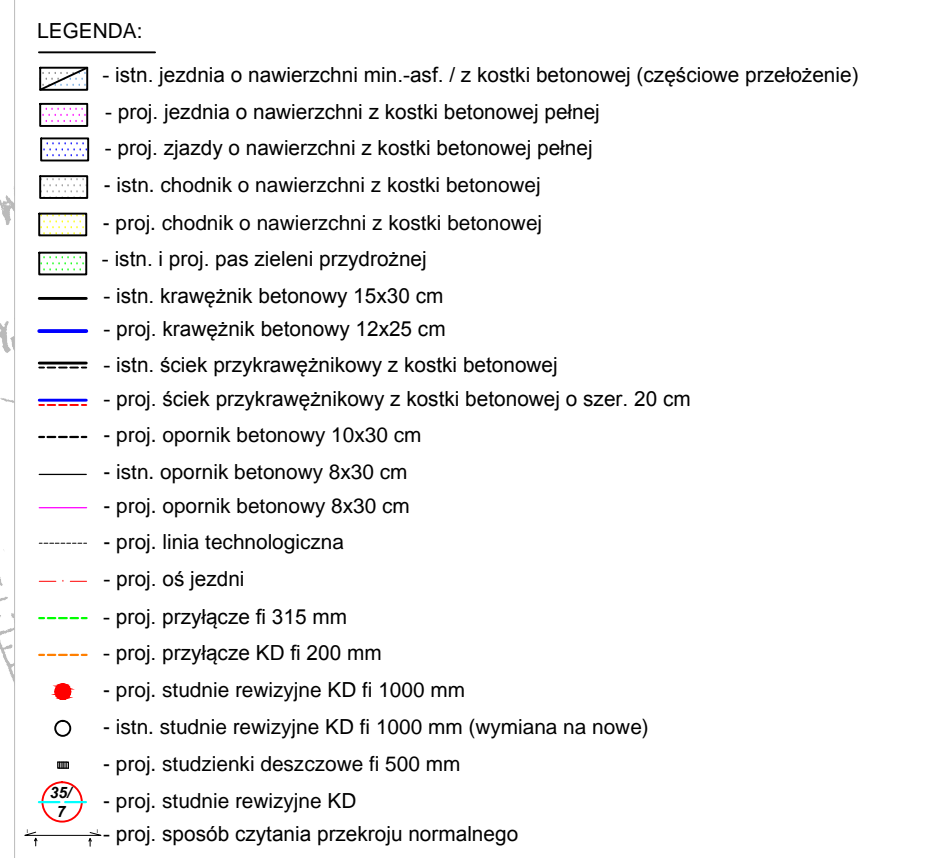 LEGENDA:
- istn. jezdnia o nawierzchni min.-asf. / z kostki betonowej (częściowe przełożenie)
- proj. jezdnia o nawierzchni z kostki betonowej pełnej
- proj. zjazdy o nawierzchni z kostki betonowej pełnej
- istn. chodnik o nawierzchni z kostki betonowej
- proj. chodnik o nawierzchni z kostki betonowej
- istn. i proj. pas zieleni przydrożnej
- istn. krawężnik betonowy 15x30 cm
- proj. krawężnik betonowy 12x25 cm
- istn. ściek przykrawężnikowy z kostki betonowej
- proj. ściek przykrawężnikowy z kostki betonowej o szer. 20 cm
- proj. opornik betonowy 10x30 cm
- istn. opornik betonowy 8x30 cm
- proj. opornik betonowy 8x30 cm
- proj. linia technologiczna
- proj. oś jezdni
- proj. przyłącze fi 315 mm
- proj. przyłącze KD fi 200 mm
- proj. studnie rewizyjne KD fi 1000 mm
- istn. studnie rewizyjne KD fi 1000 mm (wymiana na nowe)
- proj. studzienki deszczowe fi 500 mm
35/
7
- proj. studnie rewizyjne KD
- proj. sposób czytania przekroju normalnego